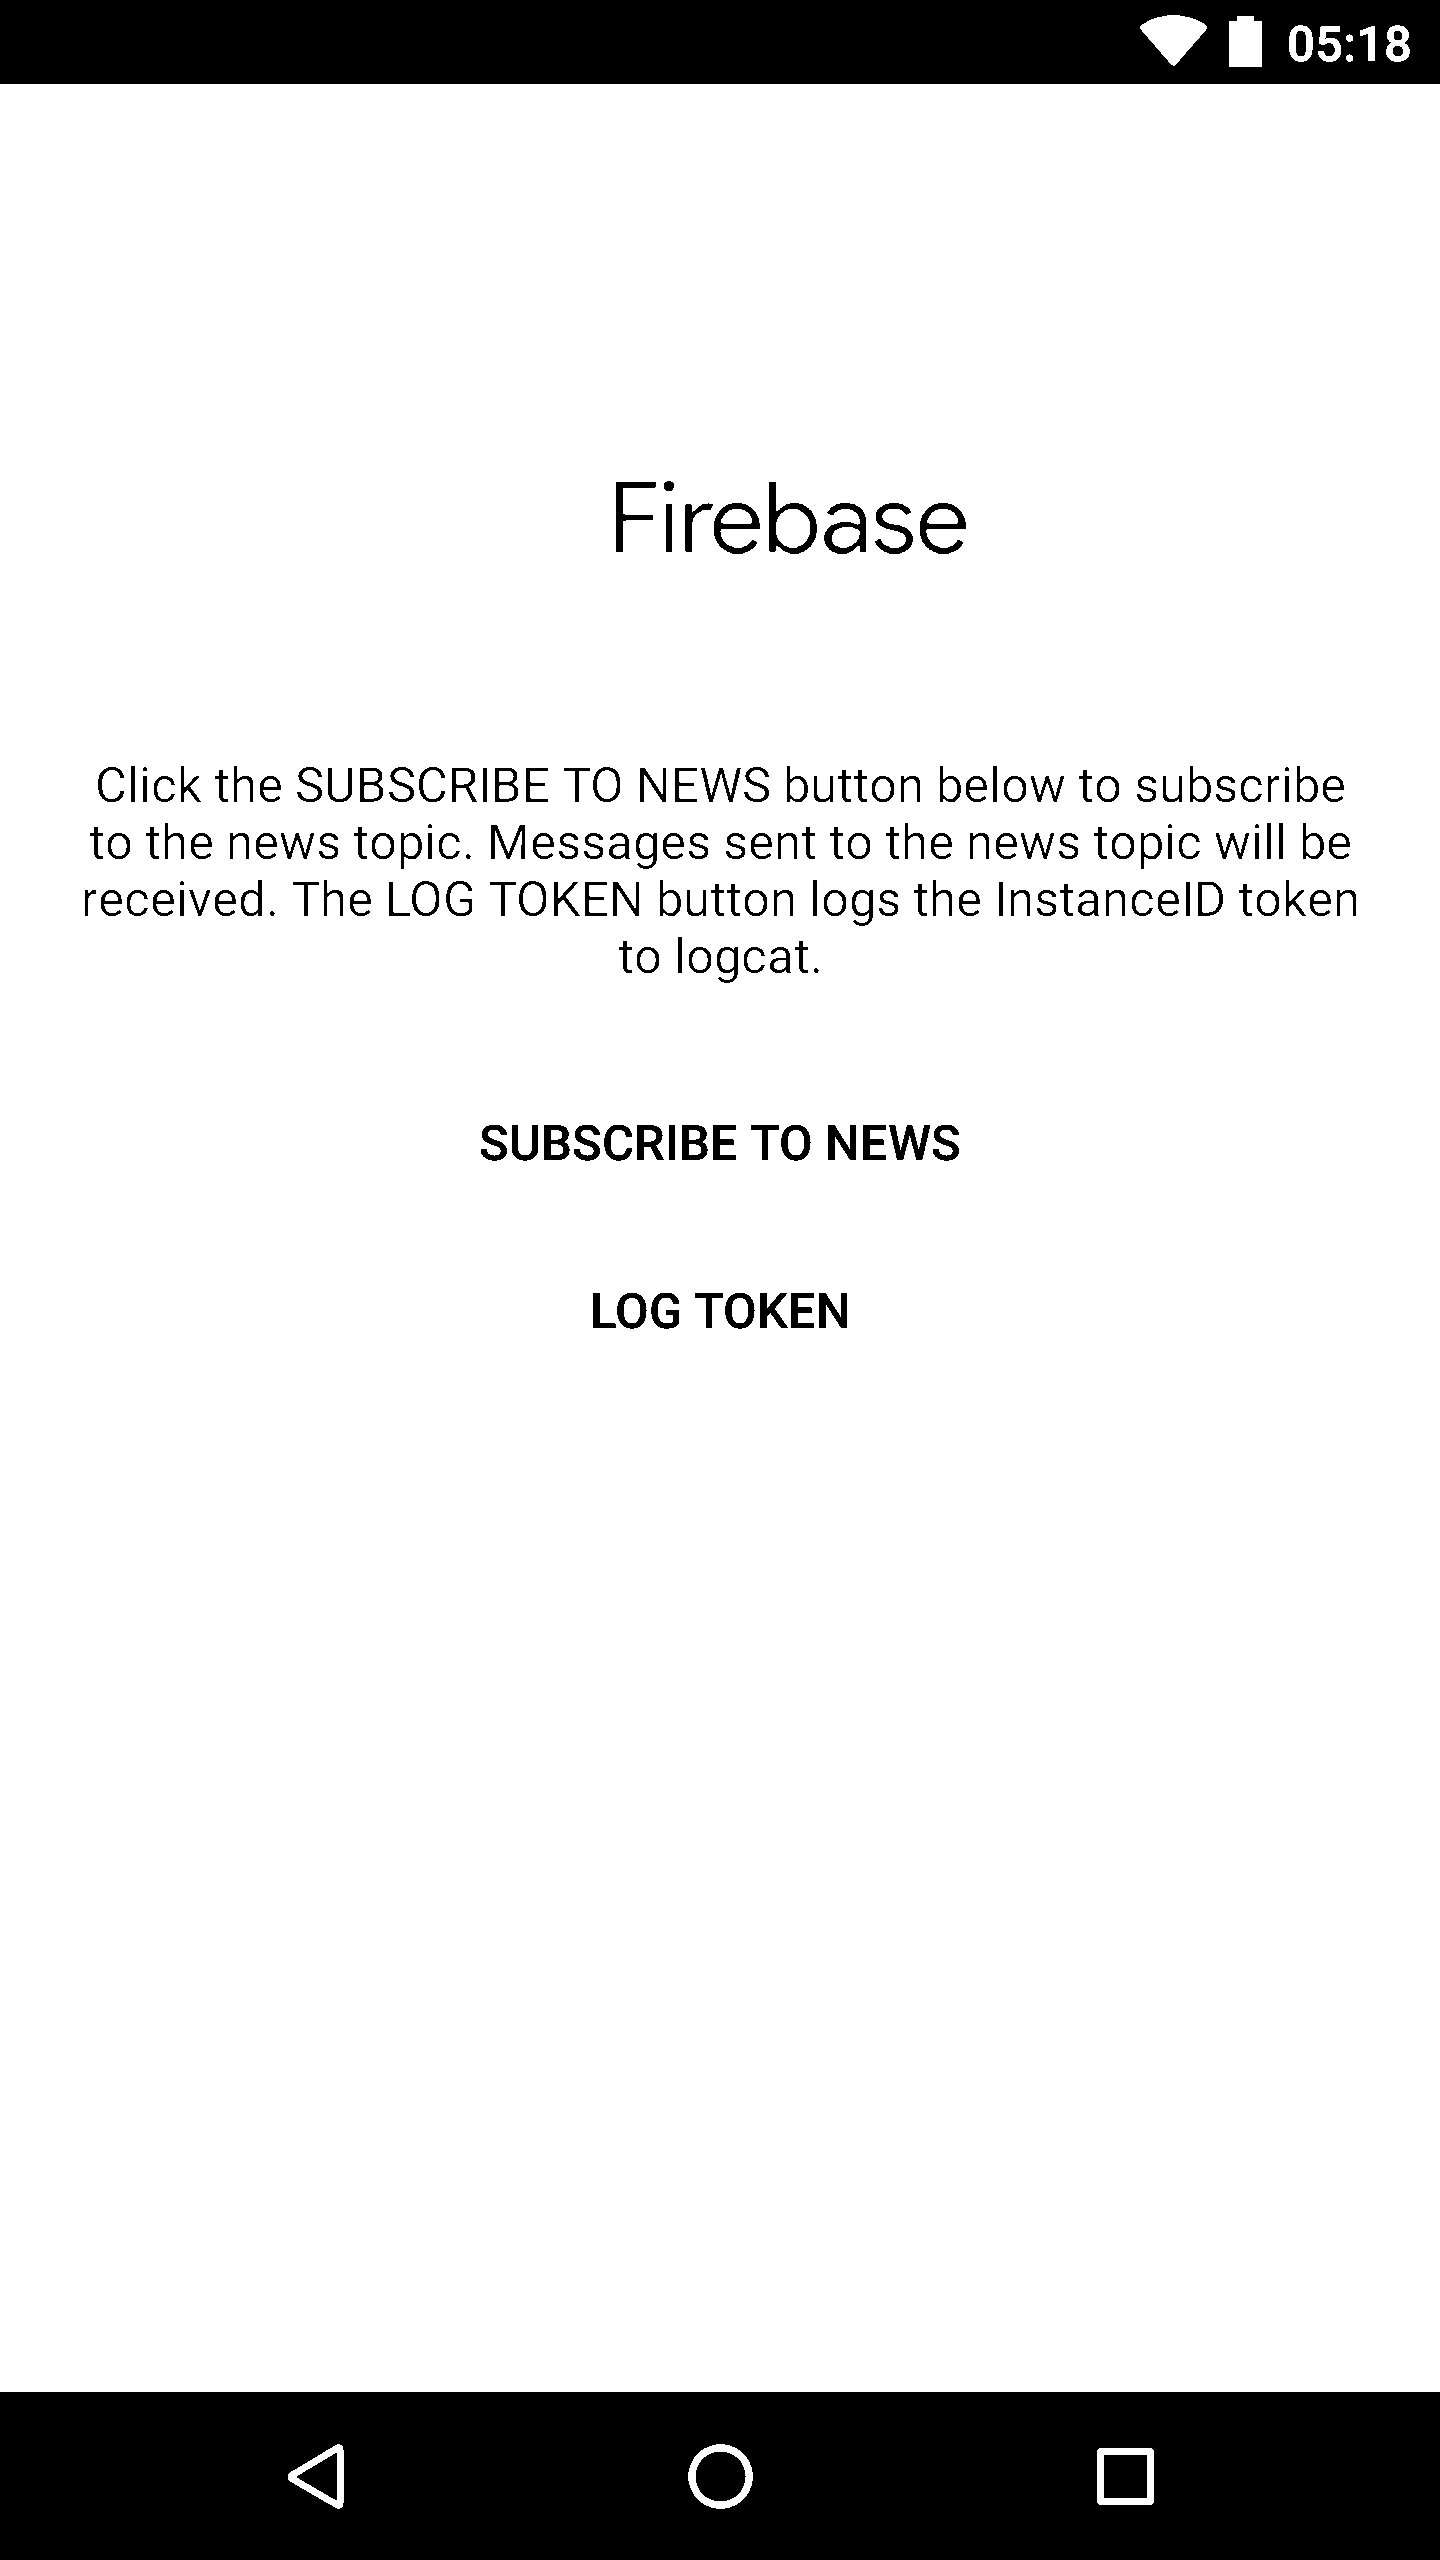 05:18
Firebase
Click the SUBSCRIBE TO NEWS button below to subscribe
to the news topic. Messages sent to the news topic will be
received. The LOG TOKEN button logs the InstanceID token
to logcat.
SUBSCRIBE TO NEWS
LOG TOKEN